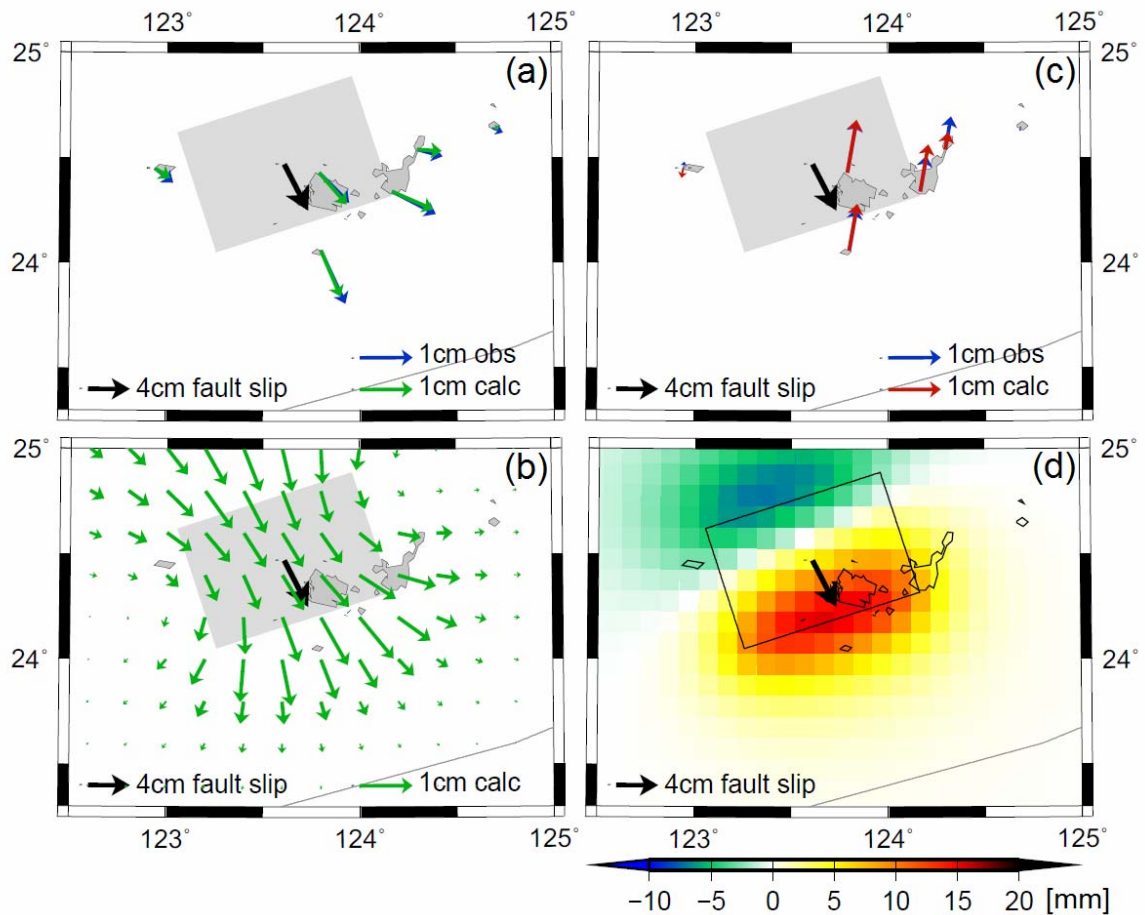 123° 124° 125° 123° 124° 125°
25° (a) (c) 25°
24° 24°
1cm obs 1cm obs
4cm fault slip 1cm calc 4cm fault slip 1cm calc
25° (b) (d) 25°
24° 24°
4cm fault slip 1cm calc 4cm fault slip
123° 124° 125° 123° 124° 125°
−10 −5 0 5 10 15 20 [mm]